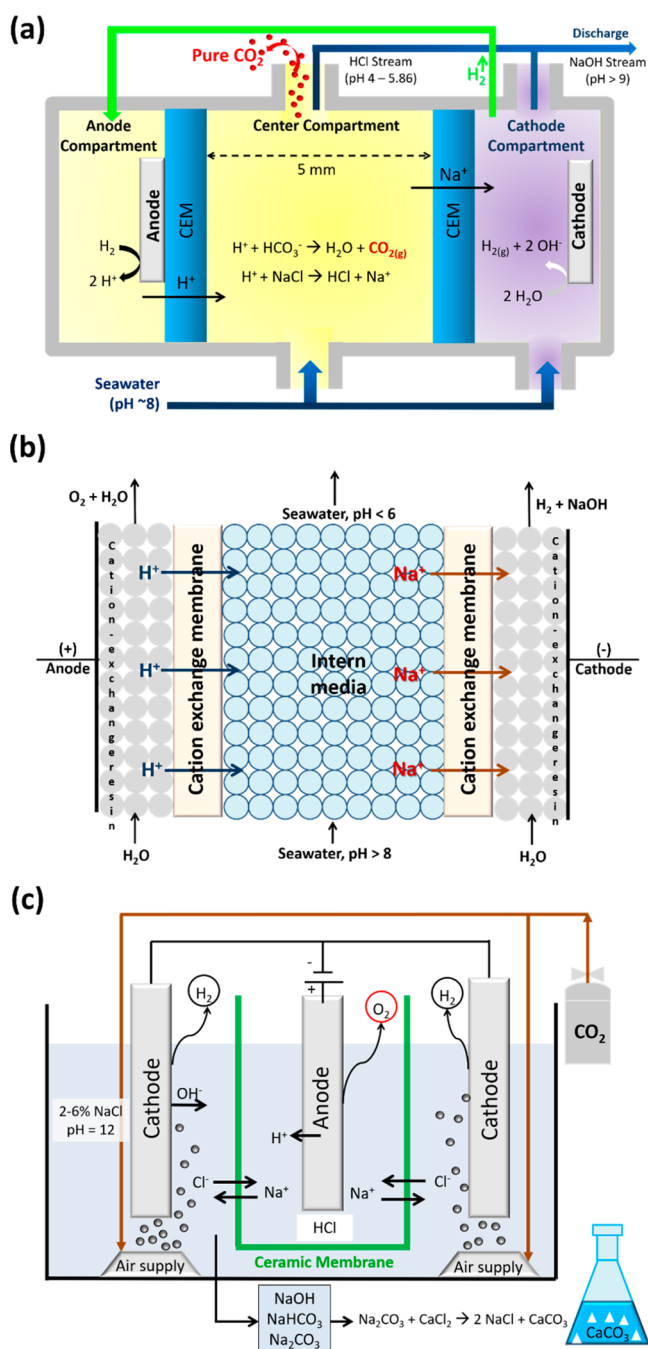 (a)
Pure CO2
HCl Stream
(pH 4 – 5.86)
H2
Discharge
NaOH Stream
(pH > 9)
Anode
Compartment
Center Compartment
Cathode
Compartment
5 mm
Na+
Anode
CEM
CEM
Cathode
H2
2 H+
H+
H+ + HCO3- → H2O + CO2(g)
H+ + NaCl → HCl + Na+
H2(g) + 2 OH-
2 H2O
Seawater
(pH ~8)
(b)
O2 + H2O
Seawater, pH < 6
H2 + NaOH
Cation-exchangeresin
Cation exchange membrane
Cation exchange membrane
Cation-exchangeresin
H+
Na+
(+)
Anode
H+
Intern
media
Na+
(-)
Cathode
H+
Na+
H2O
Seawater, pH > 8
H2O
(c)
-
+
H2
O2
H2
CO2
Cathode
Anode
Cathode
2-6% NaCl
pH = 12
OH-
H+
Cl-
Na+
Na+
Cl-
HCl
Air supply
Ceramic Membrane
Air supply
NaOH
NaHCO3
Na2CO3
Na2CO3 + CaCl2 → 2 NaCl + CaCO3
CaCO3